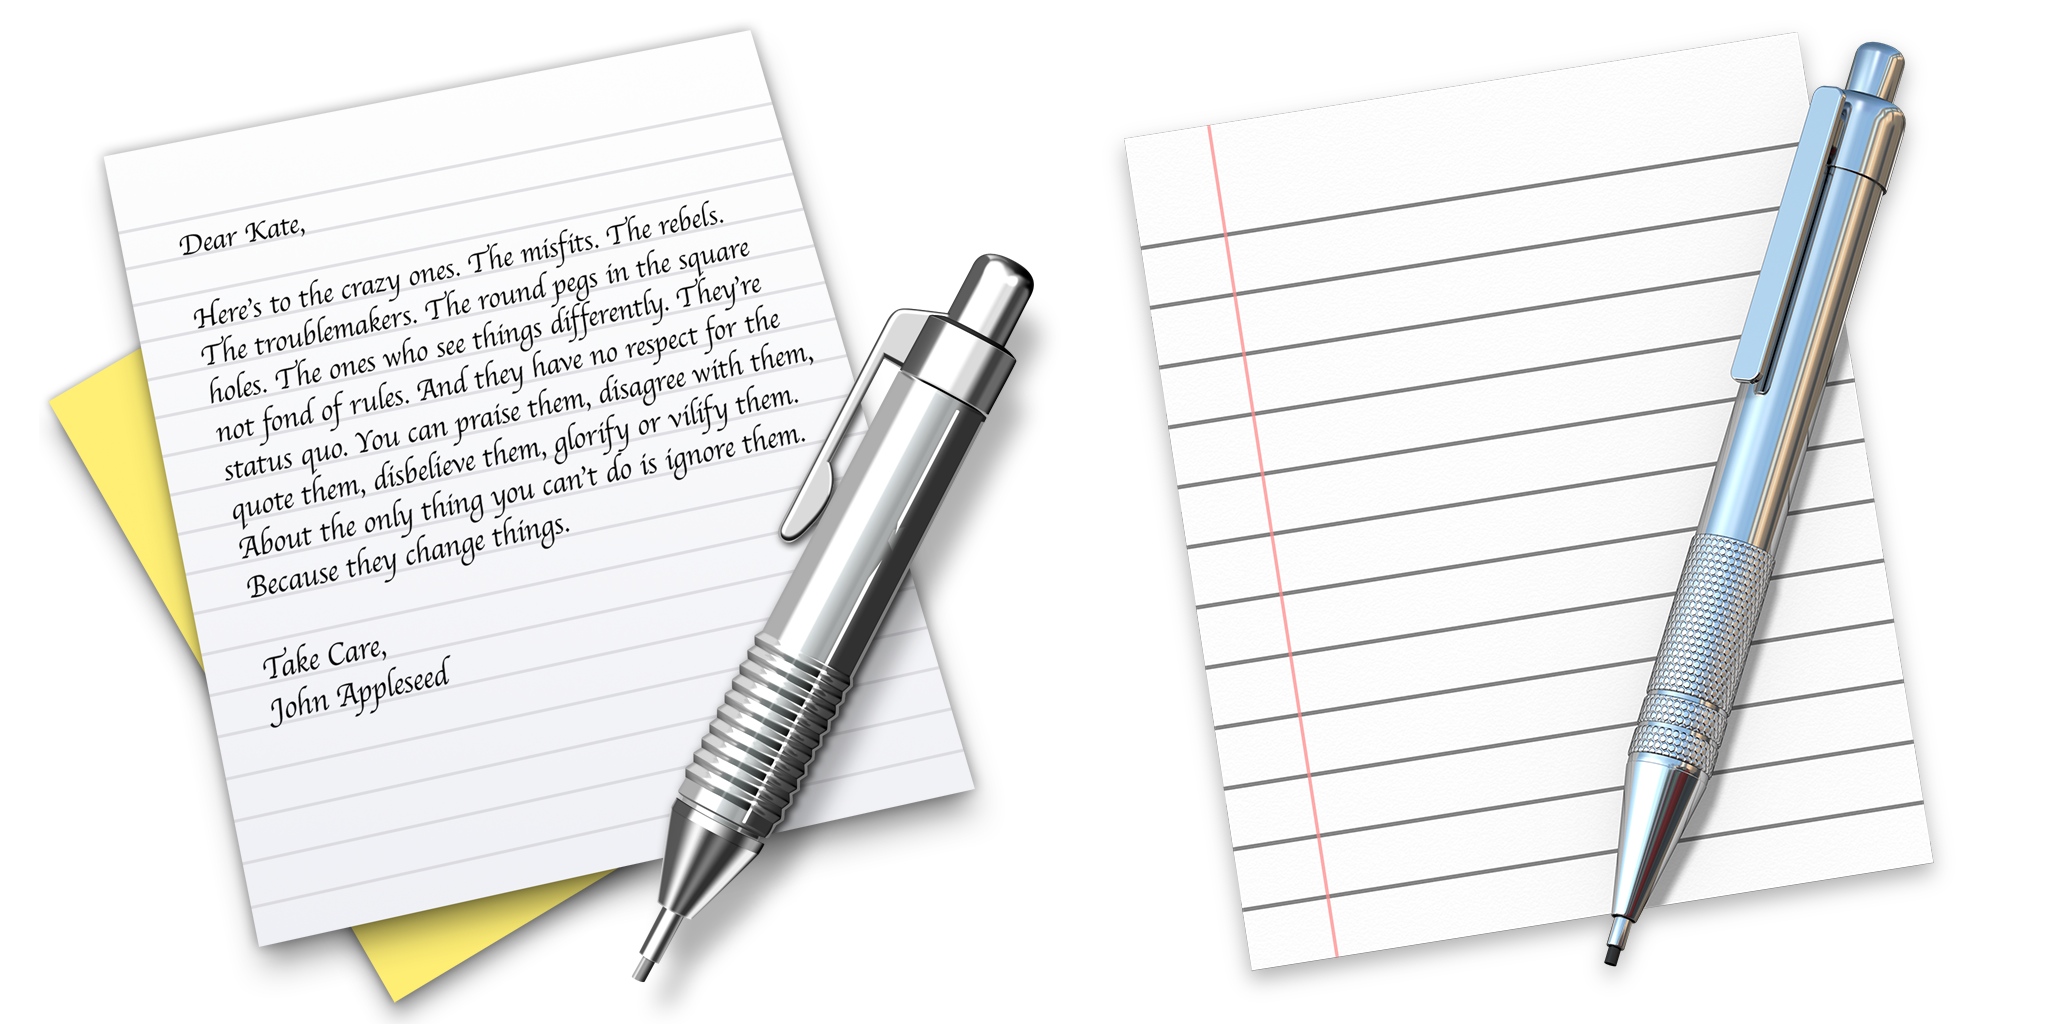 Dear Kate,
Here's to the crazy ones. The misfits. The rebels.
The troublemakers. The round pegs in the square
holes. The ones who see things differently. They're
not fond of rules. And they have no respect for the
status quo. You can praise them, disagree with them,
quote them, disbelieve them, glorify or vilify them.
About the only thing you can't do is ignore them.
Because they change things.
Take Care,
John Appleseed